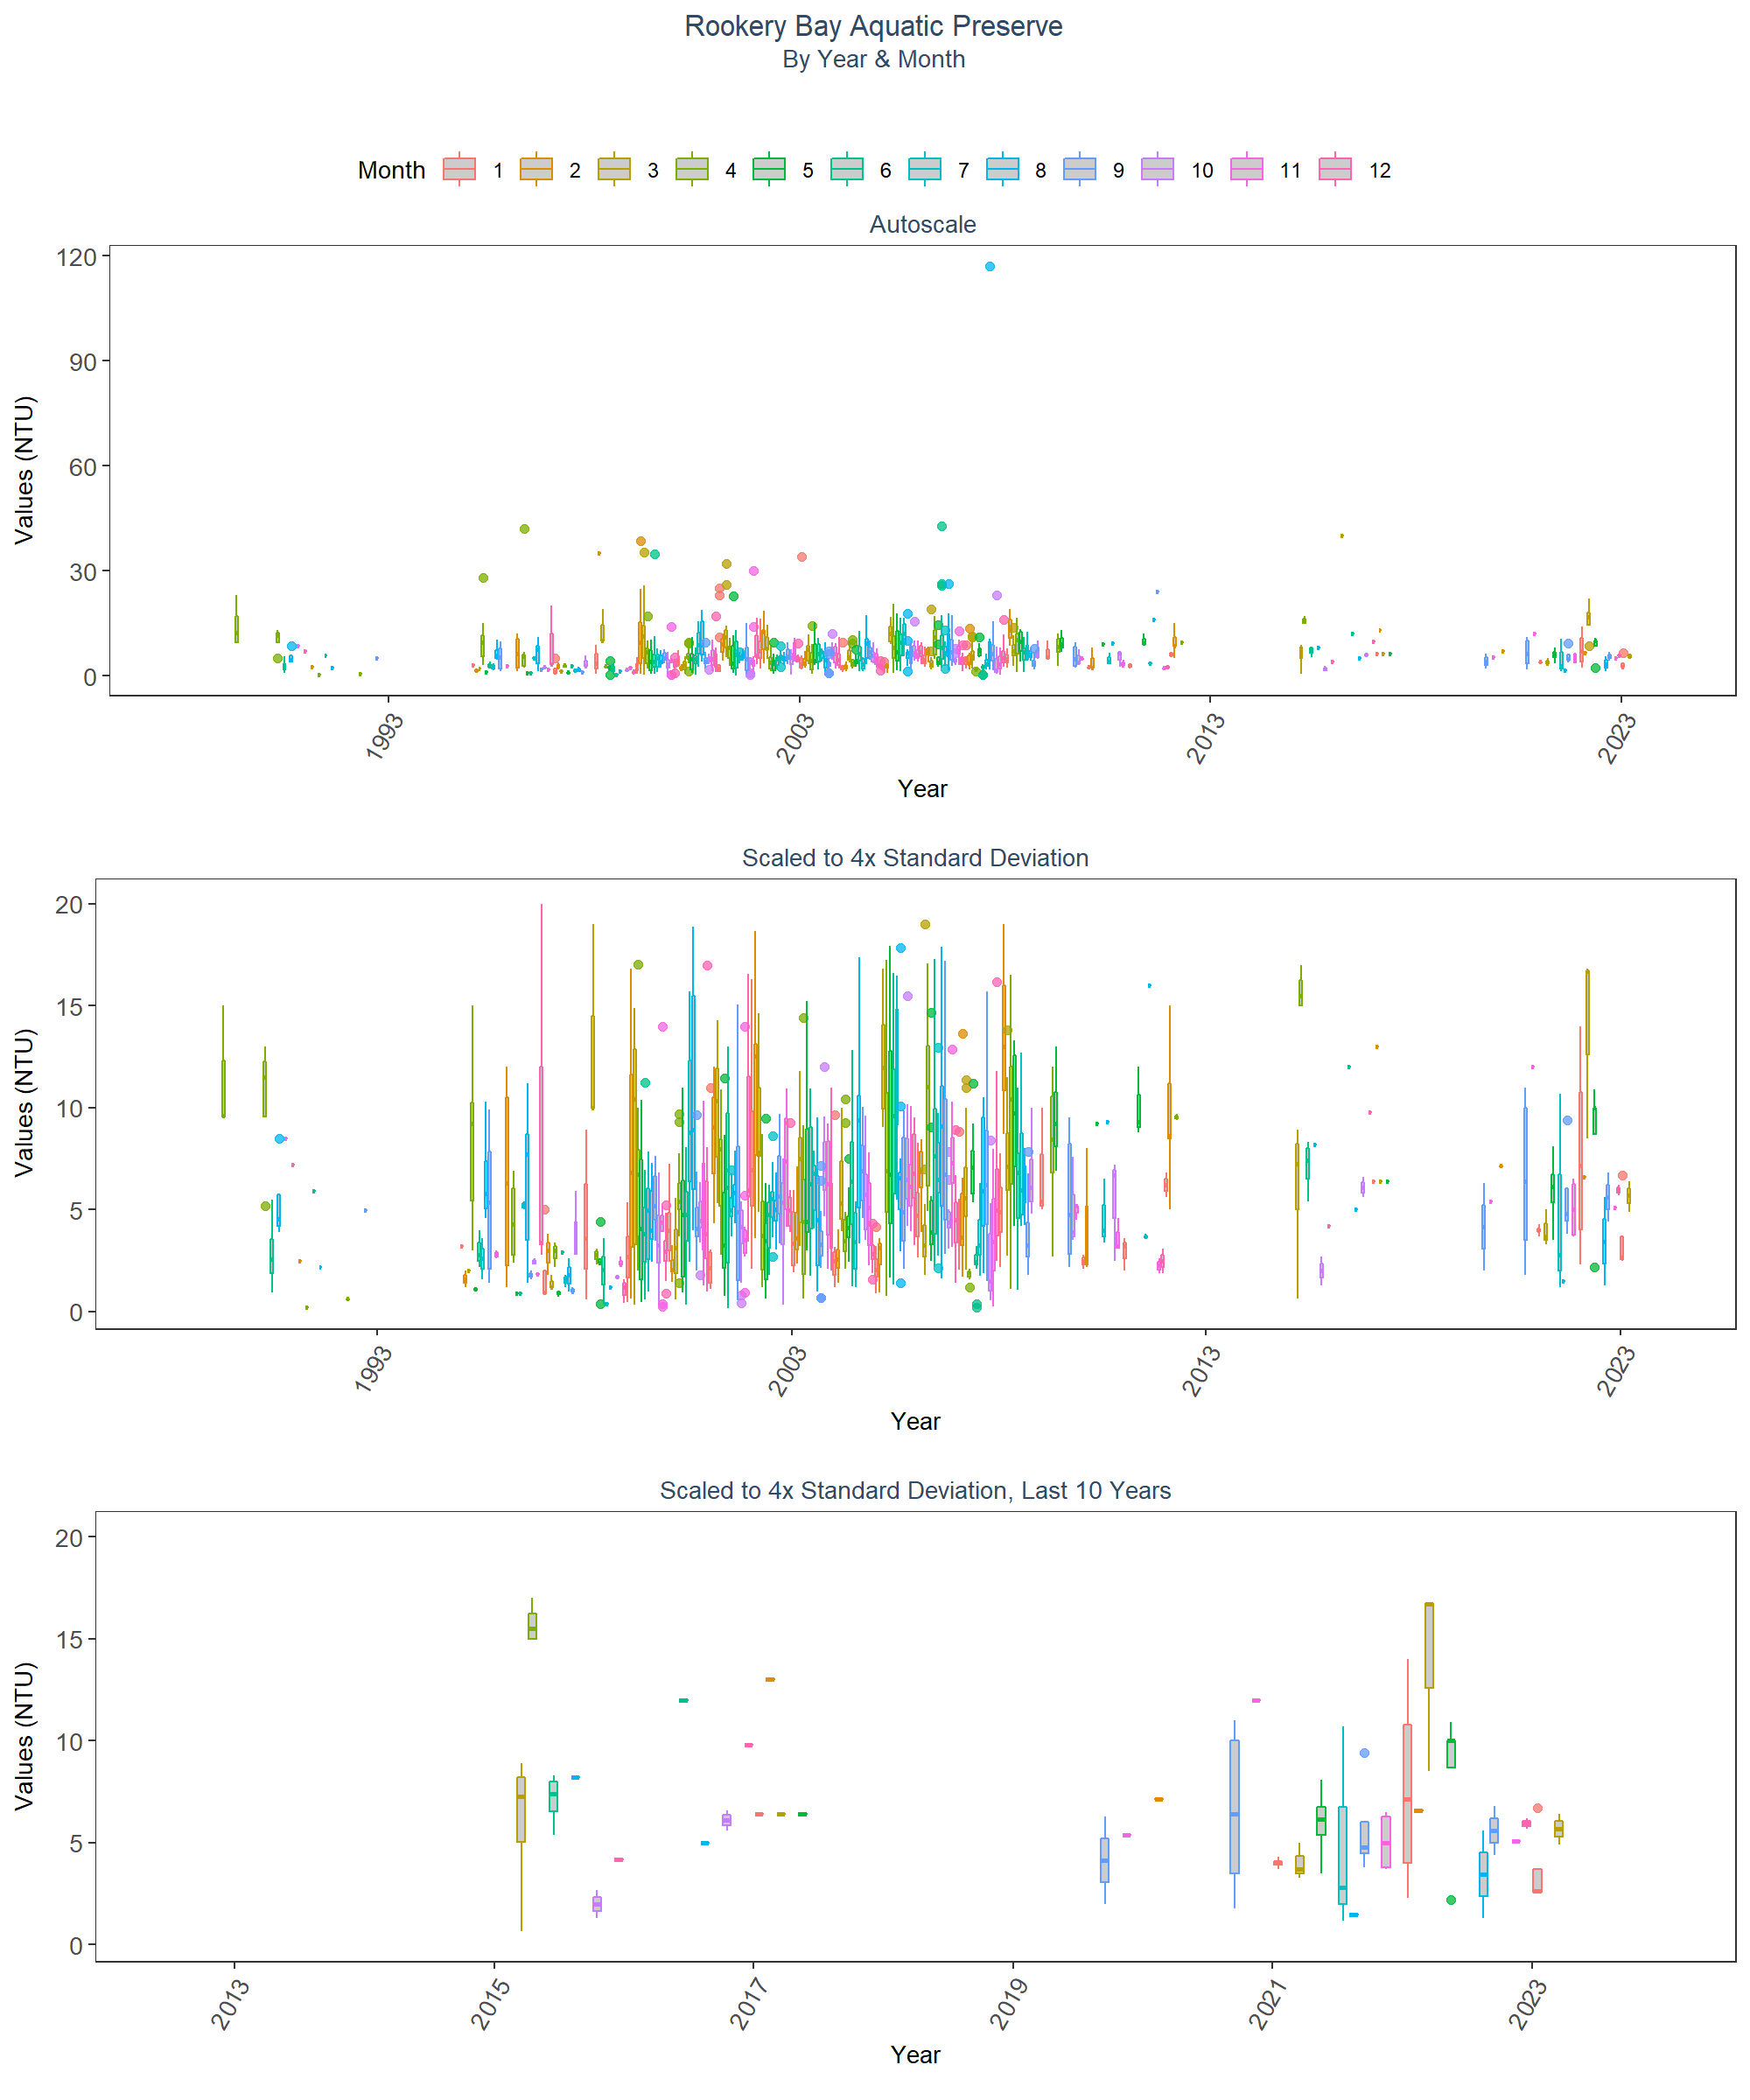 Rookery Bay Aquatic Preserve
By Year & Month
Month 1 2 3 4 5 6 7 8 9 10 11 12
Autoscale
120
90
60
30
0
Values (NTU)
1993 2003 2013 2023
Year
Scaled to 4x Standard Deviation
20
15
10
5
0
Values (NTU)
1993 2003 2013 2023
Year
Scaled to 4x Standard Deviation, Last 10 Years
20
15
10
5
0
Values (NTU)
2013 2015 2017 2019 2021 2023
Year